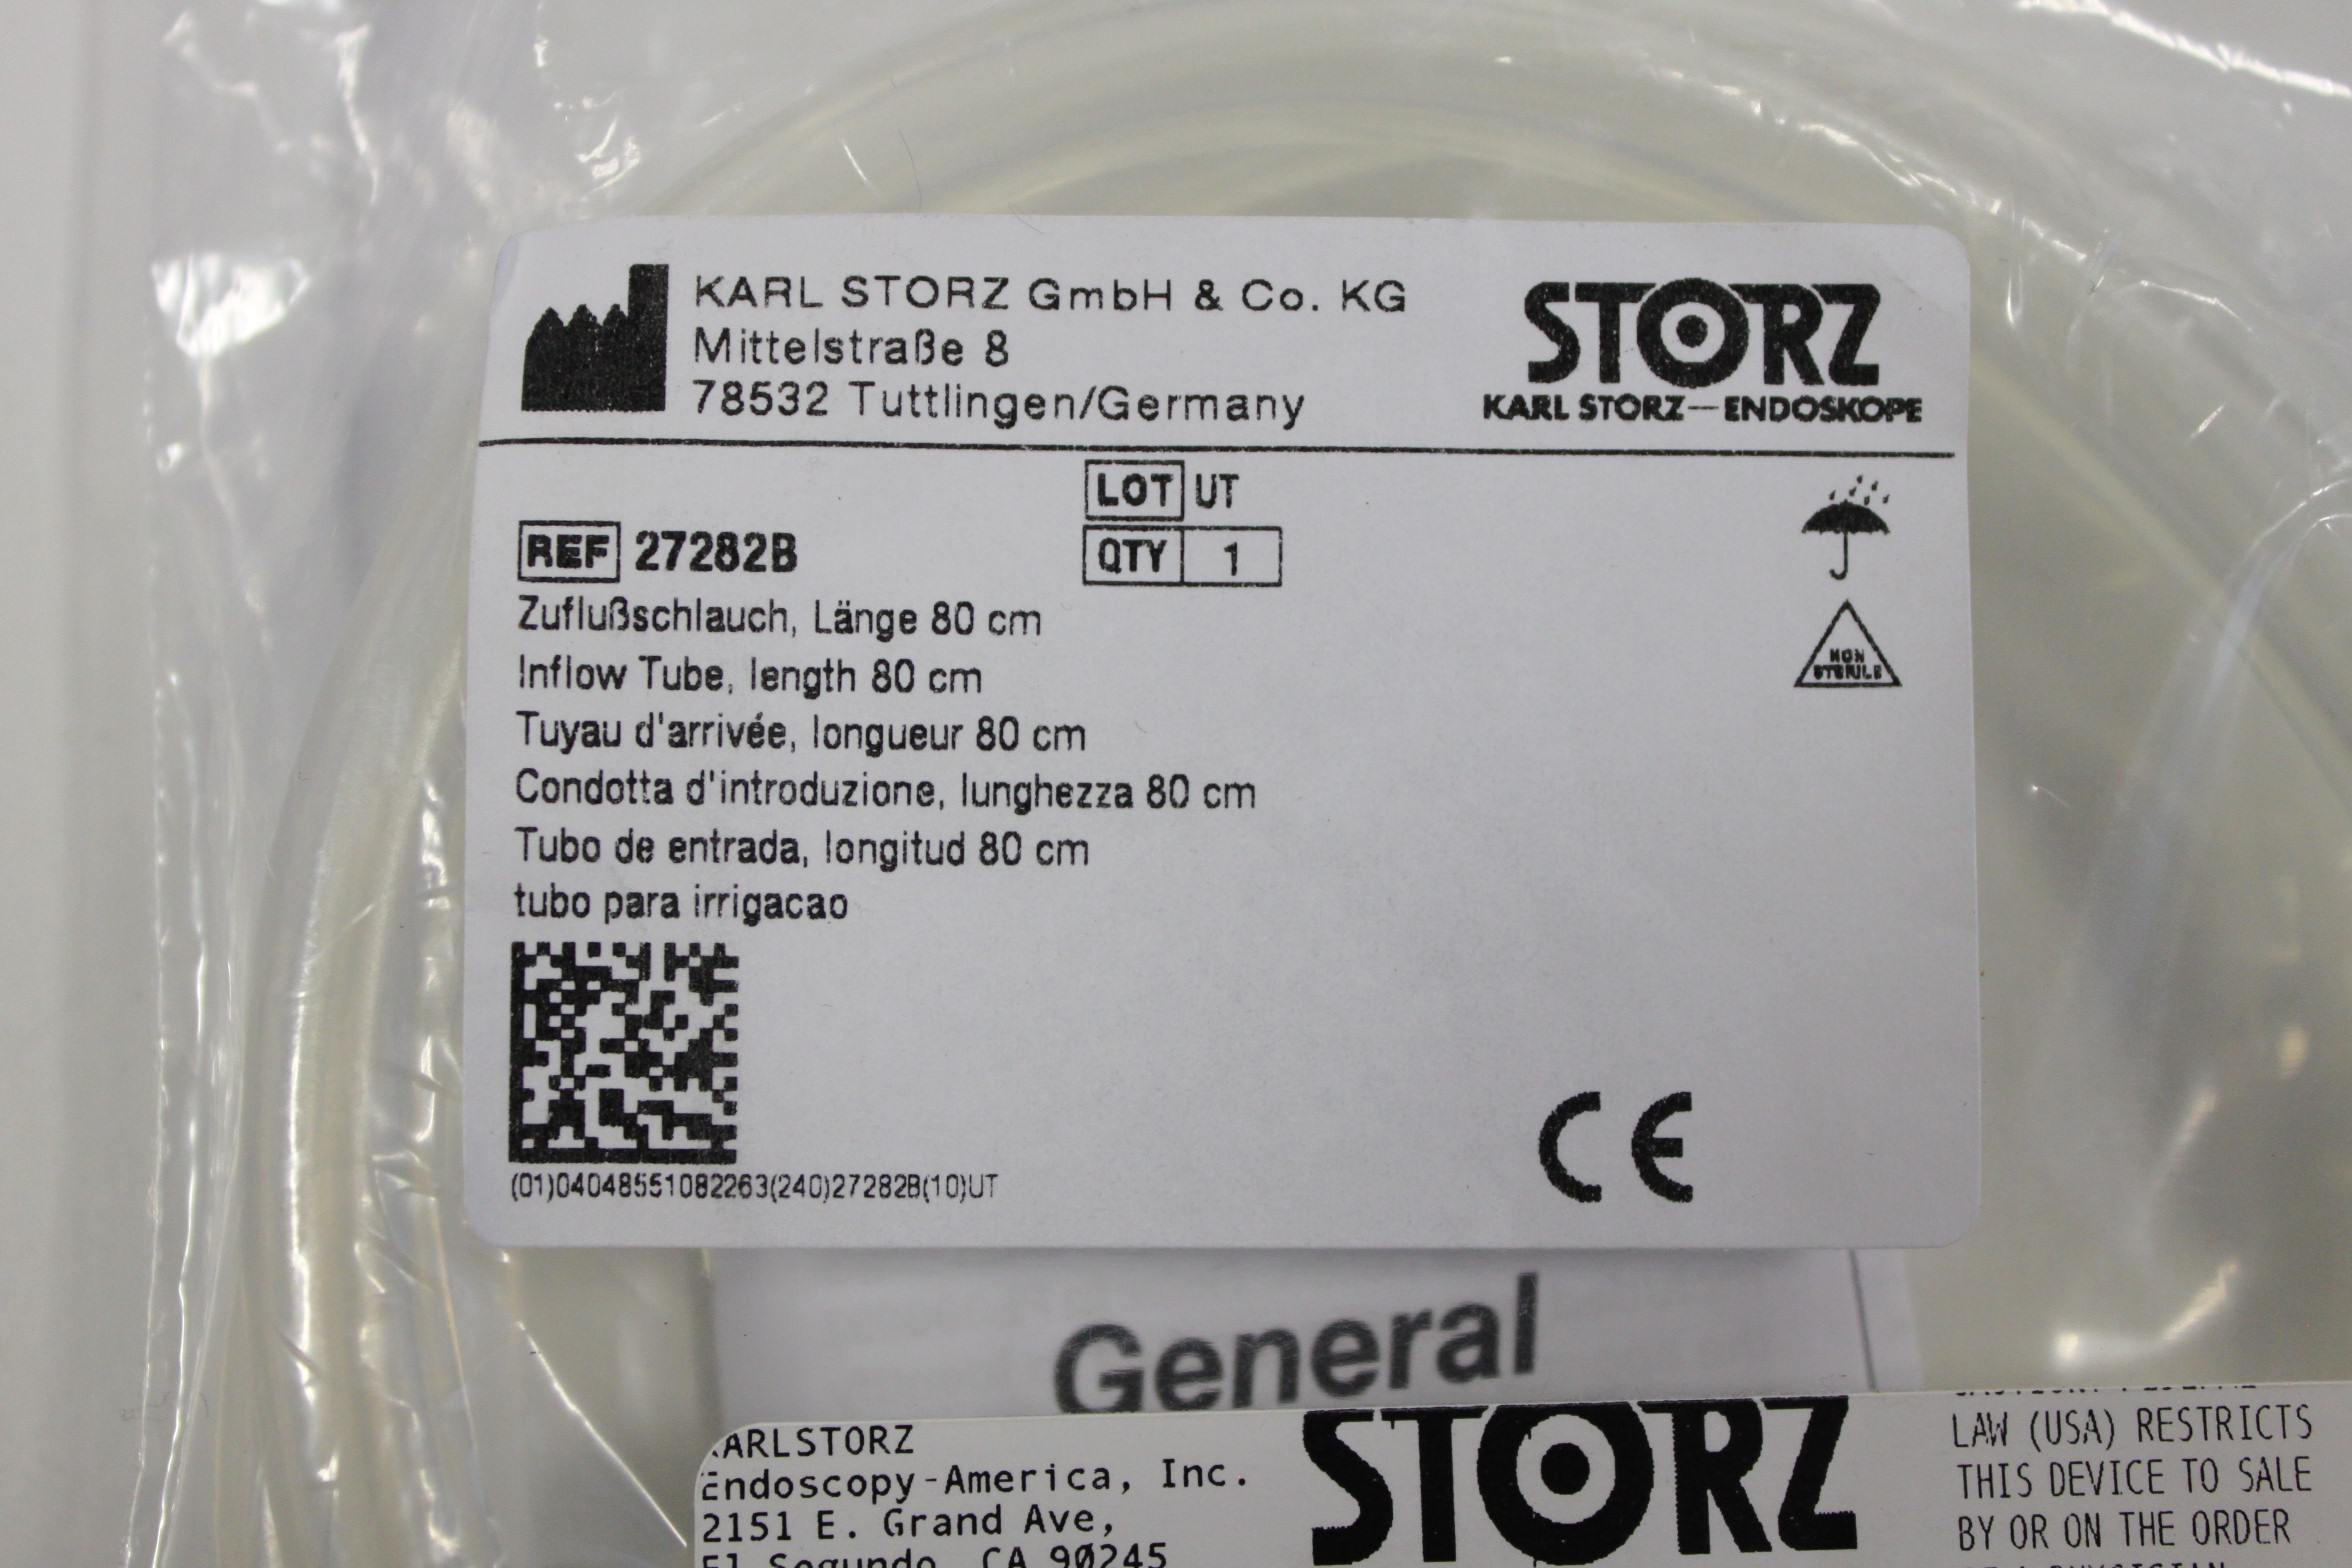 KARL STORZ GmbH & Co. KG
Mittelstraße 8
78532 Tuttlingen/Germany
STORZ
KARL STORZ—ENDOSKOPE
LOT UT
REF 27282B
QTY 1
Zuflußschlauch, Länge 80 cm
Inflow Tube, length 80 cm
Tuyau d'arrivée, longueur 80 cm
Condotta d'introduzione, lunghezza 80 cm
Tubo de entrada, longitud 80 cm
tubo para irrigacao
NON
STERILE
(01)04048551082263(240)27282B(10)UT
CE
General
KARLSTORZ
Endoscopy-America, Inc.
2151 E. Grand Ave,
El Segundo, CA 90245
STORZ
LAW (USA) RESTRICTS
THIS DEVICE TO SALE
BY OR ON THE ORDER